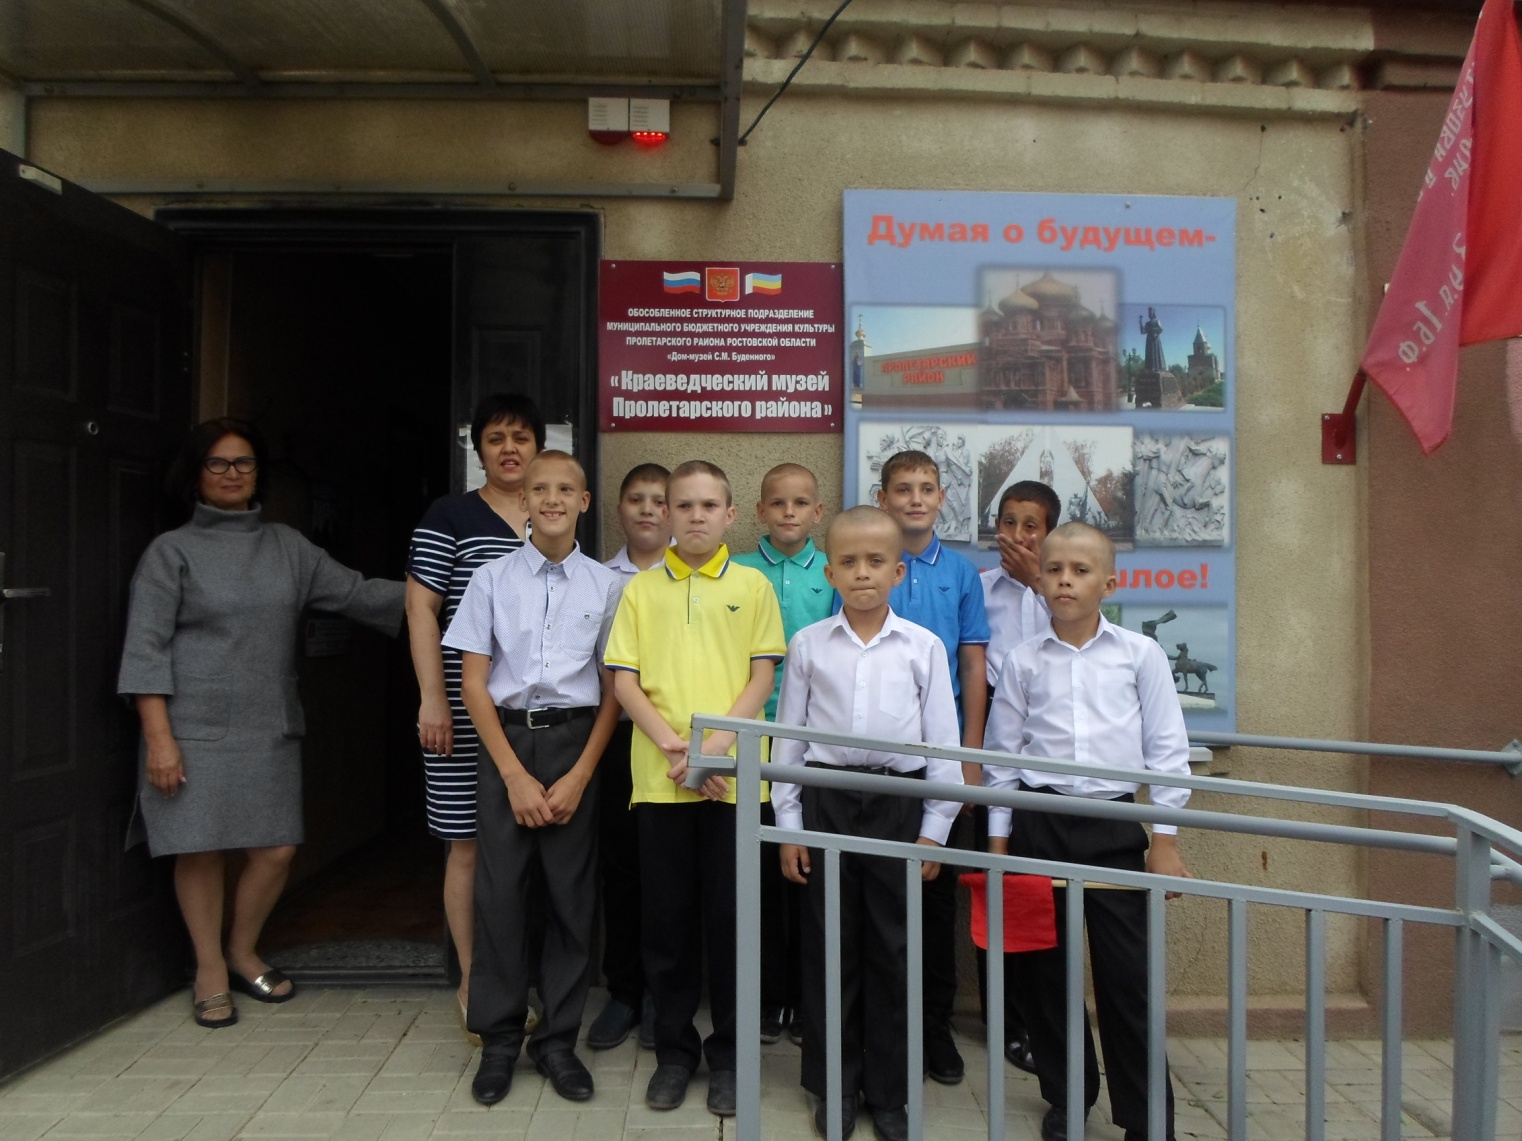 ОБОСОБЛЕННОЕ СТРУКТУРНОЕ ПОДРАЗДЕЛЕНИЕ
МУНИЦИПАЛЬНОГО БЮДЖЕТНОГО УЧРЕЖДЕНИЯ КУЛЬТУРЫ
ПРОЛЕТАРСКОГО РАЙОНА РОСТОВСКОЙ ОБЛАСТИ
«Дом-музей С.М. Буденного»
«Краеведческий музей
Пролетарского района»
Думая о будущем-
ПРОЛЕТАРСКИЙ
РАЙОН
шлое!